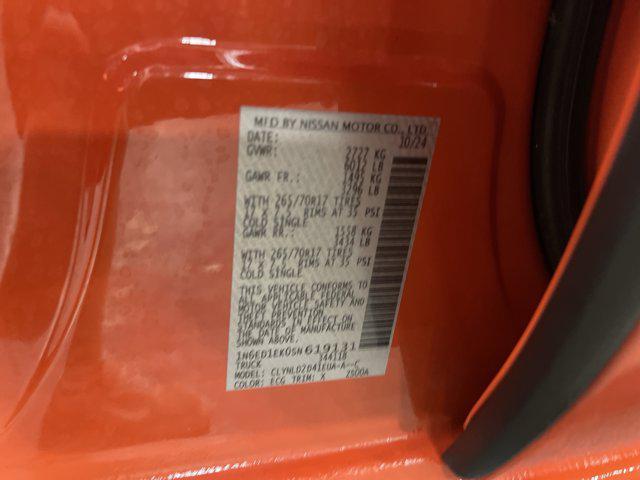 MFD BY NISSAN MOTOR CO., LTD.
DATE: 10/24
GVWR: 2727 KG
6012 LB
GAWR FR.: 1495 KG
3296 LB
WITH 265/70R17 TIRES
RIMS AT 35 PSI
COLD SINGLE
GAWR RR.: 1558 KG
3434 LB
WITH 265/70R17 TIRES
RIMS AT 35 PSI
COLD SINGLE
THIS VEHICLE CONFORMS TO
ALL APPLICABLE FEDERAL
MOTOR VEHICLE SAFETY AND
THEFT PREVENTION
STANDARDS IN EFFECT ON
THE DATE OF MANUFACTURE
SHOWN ABOVE.
1N6ED1EK0SN619131
TRUCK 344118
MODEL: CLYNLD2D41EUA-A--C
COLOR: ECG TRIM: X 7S00A